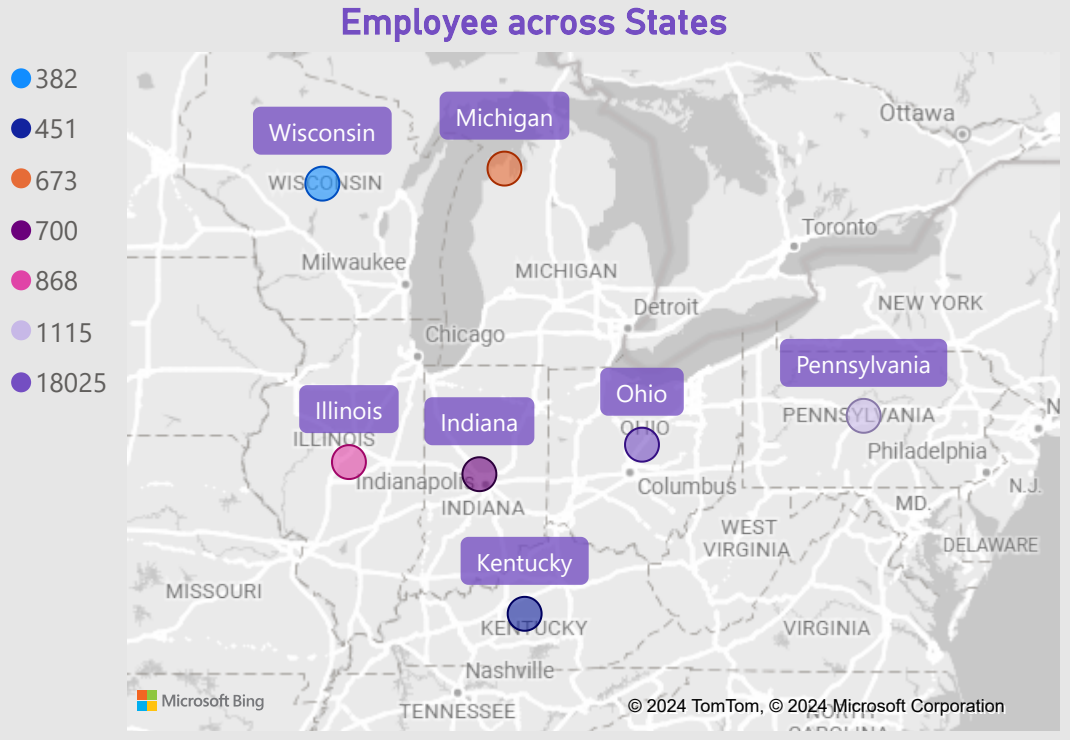 Employee across States
382
451
673
700
868
1115
18025
Ottawa
Michigan
Wisconsin
WISCONSIN
Toronto
Milwaukee
MICHIGAN
NEW YORK
Detroit
Chicago
Pennsylvania
Ohio
Illinois
PENNSYLVANIA
N
Indiana
OHIO
ILLINOIS
Philadelphia
Indianapolis
Columbus
N.J.
MD.
INDIANA
WEST
VIRGINIA
DELAWARE
Kentucky
MISSOURI
KENTUCKY
VIRGINIA
Nashville
Microsoft Bing
© 2024 TomTom, © 2024 Microsoft Corporation
TENNESSEE
NORTH
CAROLINA